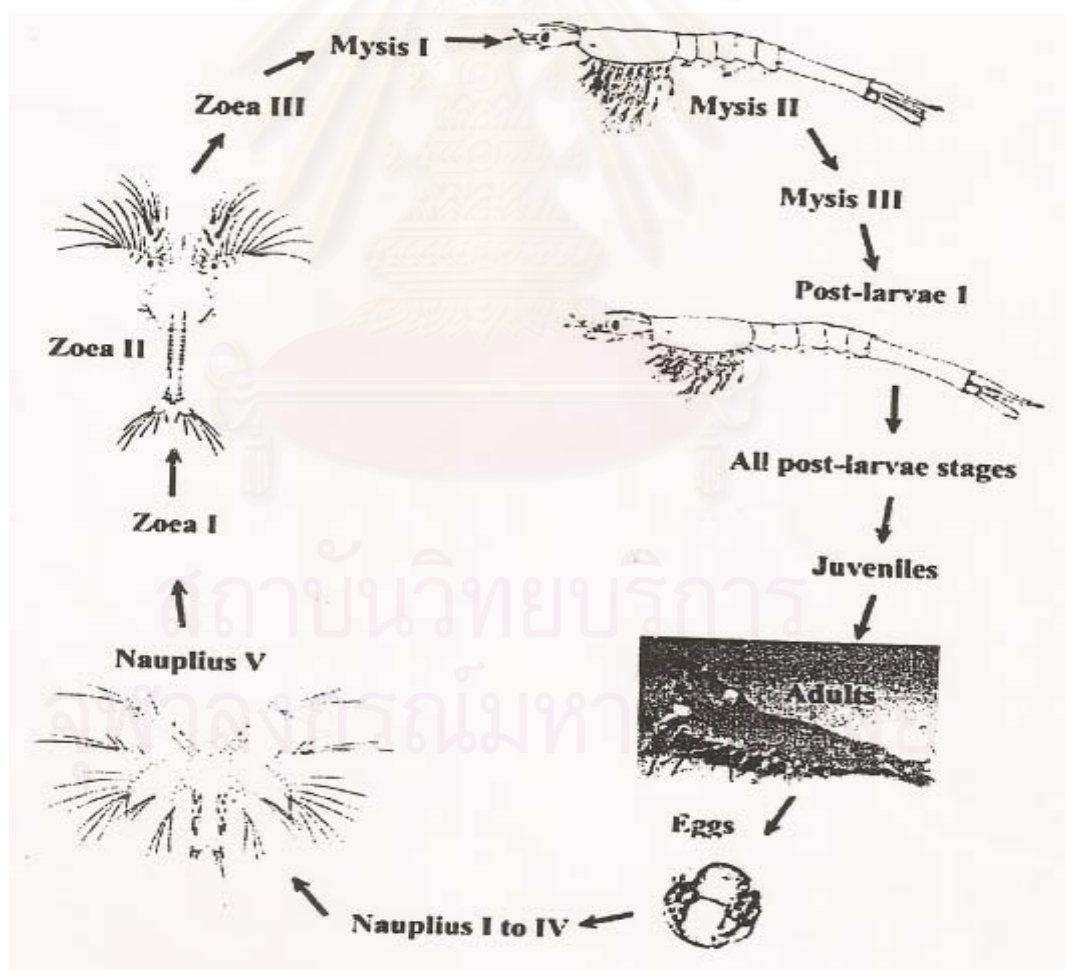 Mysis I
Zoea III
Mysis II
Mysis III
Post-larvae 1
Zoea II
All post-larvae stages
Zoea I
Juveniles
สถาบันวิทยบริการ
Nauplius V
Adults
Eggs
Nauplius I to IV